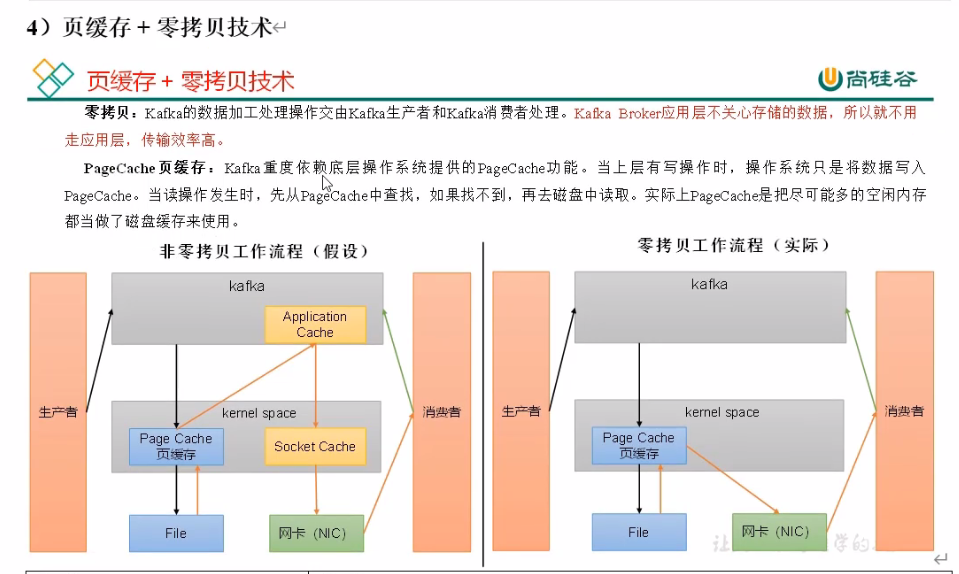 4）页缓存 + 零拷贝技术
页缓存 + 零拷贝技术
尚硅谷
零拷贝：Kafka的数据加工处理操作交由Kafka生产者和Kafka消费者处理。Kafka Broker应用层不关心存储的数据，所以就不用
走应用层，传输效率高。
PageCache页缓存：Kafka重度依赖底层操作系统提供的PageCache功能。当上层有写操作时，操作系统只是将数据写入
PageCache。当读操作发生时，先从PageCache中查找，如果找不到，再去磁盘中读取。实际上PageCache是把尽可能多的空闲内存
都当做了磁盘缓存来使用。
非零拷贝工作流程（假设）
kafka
Application
Cache
生产者
消费者
kernel space
Page Cache
页缓存
Socket Cache
File
网卡（NIC）
零拷贝工作流程（实际）
kafka
生产者
消费者
kernel space
Page Cache
页缓存
File
网卡（NIC）
让
学的